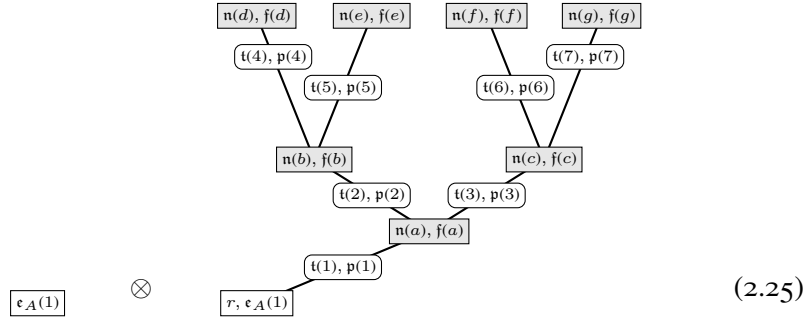 𝔫(d), 𝔣(d) 𝔫(e), 𝔣(e) 𝔫(f), 𝔣(f) 𝔫(g), 𝔣(g)
𝔱(4), 𝔭(4) 𝔱(7), 𝔭(7)
𝔱(5), 𝔭(5) 𝔱(6), 𝔭(6)
𝔫(b), 𝔣(b) 𝔫(c), 𝔣(c)
𝔱(2), 𝔭(2) 𝔱(3), 𝔭(3)
𝔫(a), 𝔣(a)
𝔱(1), 𝔭(1)
𝔢_A(1) ⊗ r, 𝔢_A(1) (2.25)